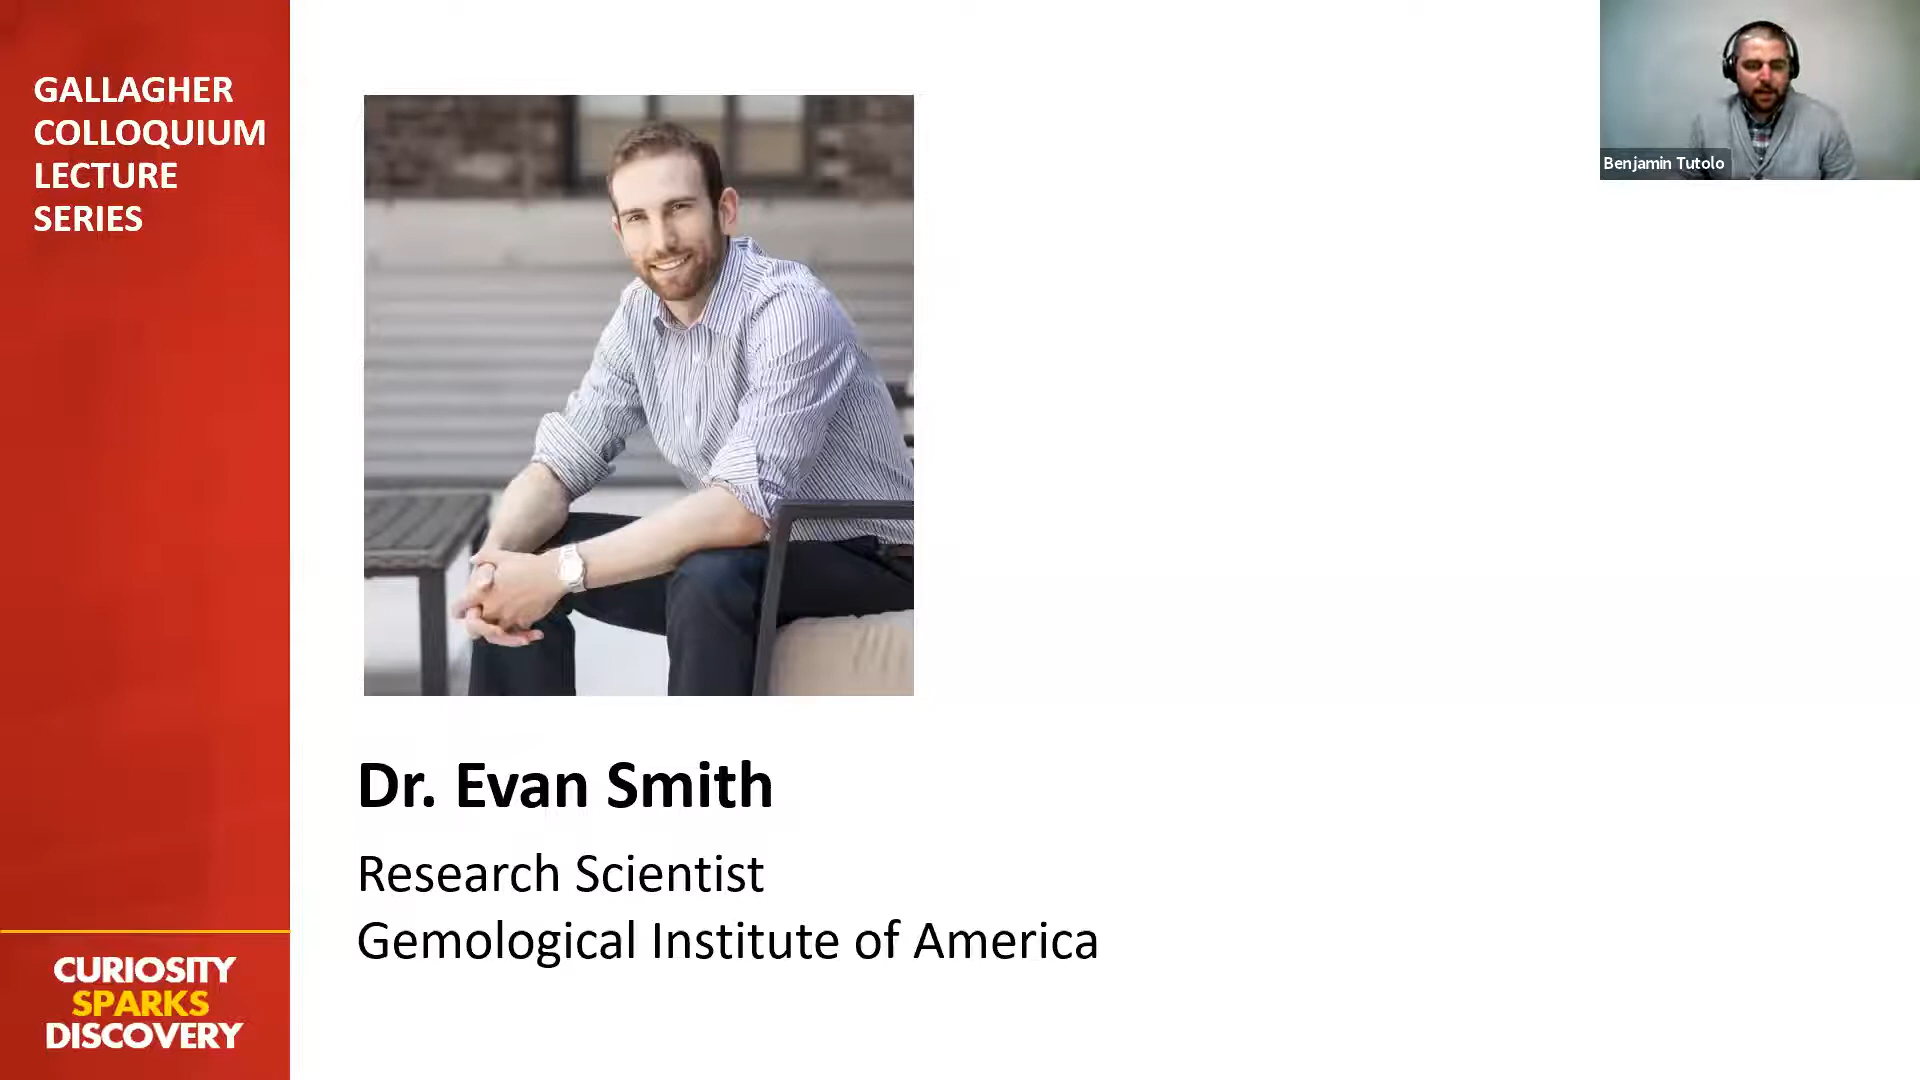 GALLAGHER
COLLOQUIUM
LECTURE
SERIES
Benjamin Tutolo
Dr. Evan Smith
Research Scientist
Gemological Institute of America
CURIOSITY
SPARKS
DISCOVERY